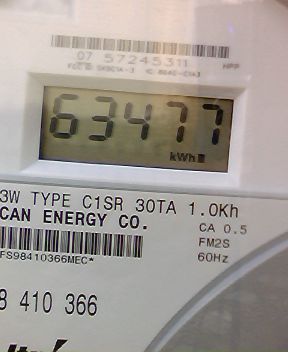 07 57245311
HPP
63477
kWh
3W TYPE C1SR 30TA 1.0Kh
CAN ENERGY CO.
CA 0.5
FM2S
FS98410366MEC*
60Hz
8 410 366